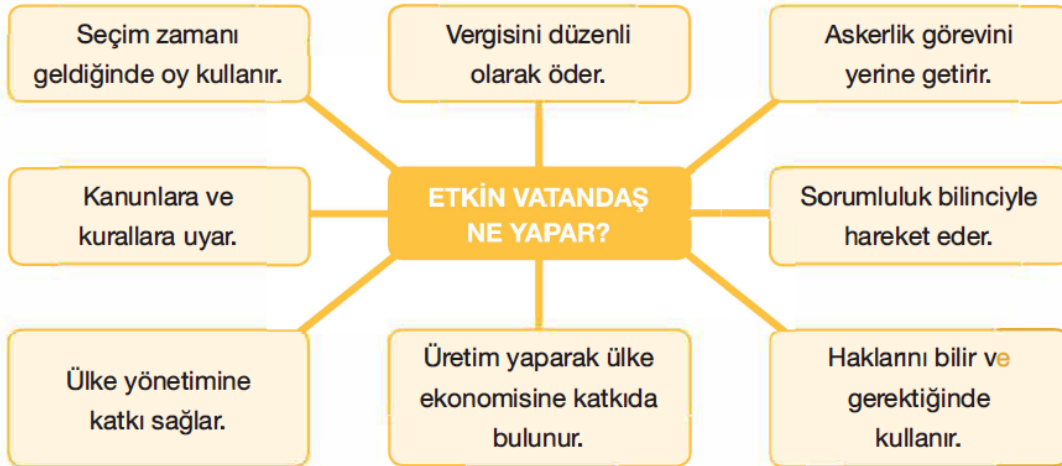 Seçim zamanı
geldiğinde oy kullanır.
Vergisini düzenli
olarak öder.
Askerlik görevini
yerine getirir.
Kanunlara ve
kurallara uyar.
ETKİN VATANDAŞ
NE YAPAR?
Sorumluluk bilinciyle
hareket eder.
Ülke yönetimine
katkı sağlar.
Üretim yaparak ülke
ekonomisine katkıda
bulunur.
Haklarını bilir ve
gerektiğinde
kullanır.